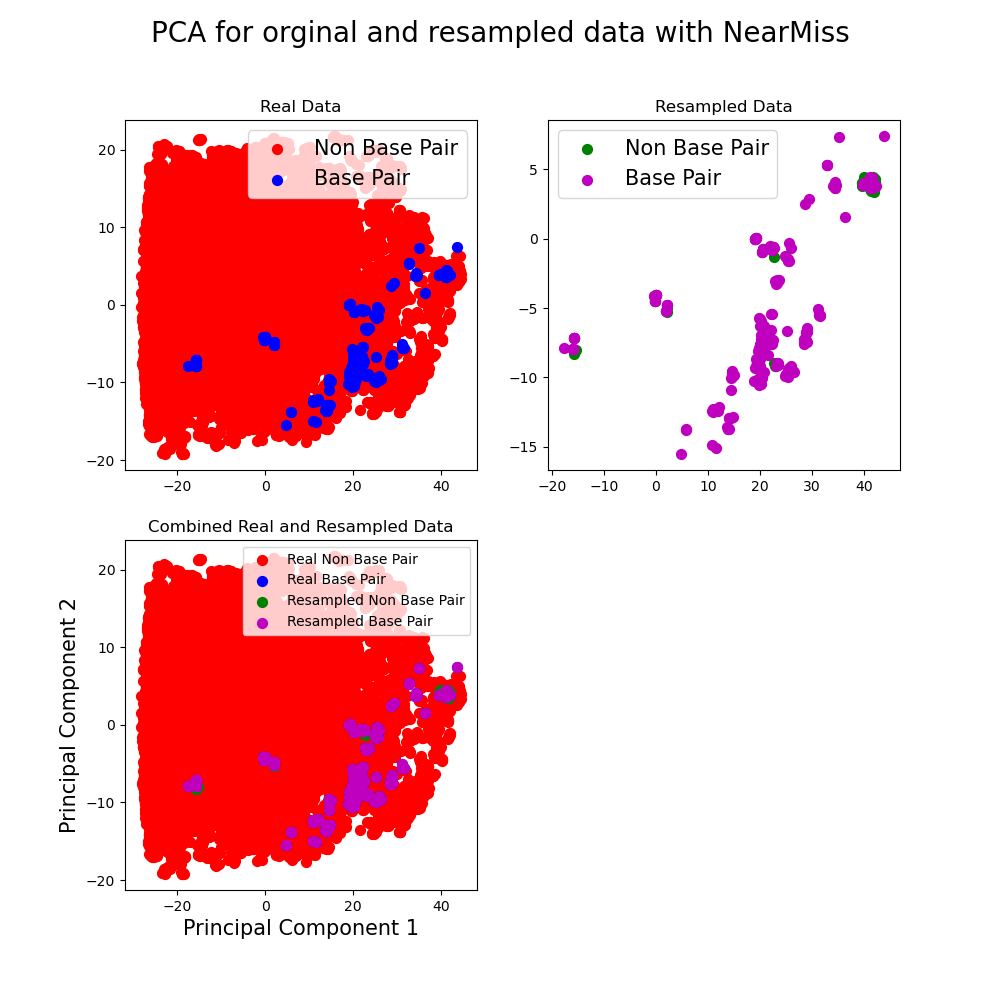 PCA for orginal and resampled data with NearMiss
Real Data
Non Base Pair
Base Pair
20
10
0
−10
−20
−20 0 20 40
Resampled Data
Non Base Pair
Base Pair
5
0
−5
−10
−15
−20 −10 0 10 20 30 40
Combined Real and Resampled Data
Real Non Base Pair
Real Base Pair
Resampled Non Base Pair
Resampled Base Pair
Principal Component 2
20
10
0
−10
−20
−20 0 20 40
Principal Component 1